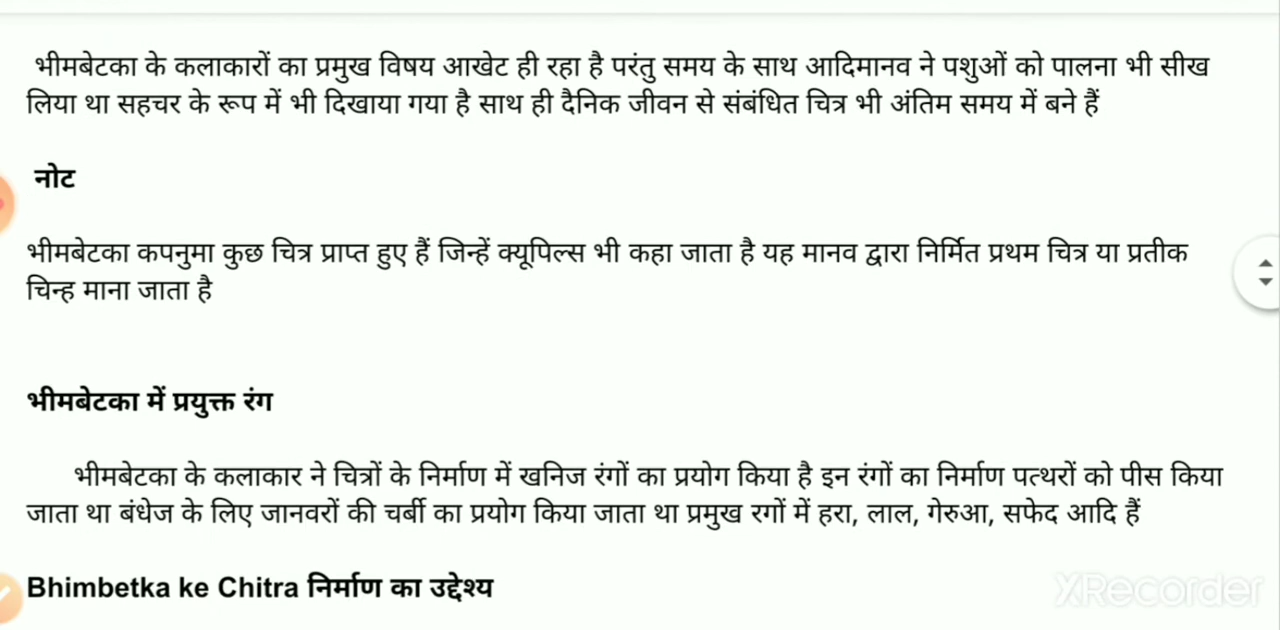 भीमबेटका के कलाकारों का प्रमुख विषय आखेट ही रहा है परंतु समय के साथ आदिमानव ने पशुओं को पालना भी सीख
लिया था सहचर के रूप में भी दिखाया गया है साथ ही दैनिक जीवन से संबंधित चित्र भी अंतिम समय में बने हैं
नोट
भीमबेटका कपनुमा कुछ चित्र प्राप्त हुए हैं जिन्हें क्यूपिल्स भी कहा जाता है यह मानव द्वारा निर्मित प्रथम चित्र या प्रतीक
चिन्ह माना जाता है
भीमबेटका में प्रयुक्त रंग
भीमबेटका के कलाकार ने चित्रों के निर्माण में खनिज रंगों का प्रयोग किया है इन रंगों का निर्माण पत्थरों को पीस किया
जाता था बंधेज के लिए जानवरों की चर्बी का प्रयोग किया जाता था प्रमुख रगों में हरा, लाल, गेरुआ, सफेद आदि हैं
Bhimbetka ke Chitra निर्माण का उद्देश्य
XRecorder